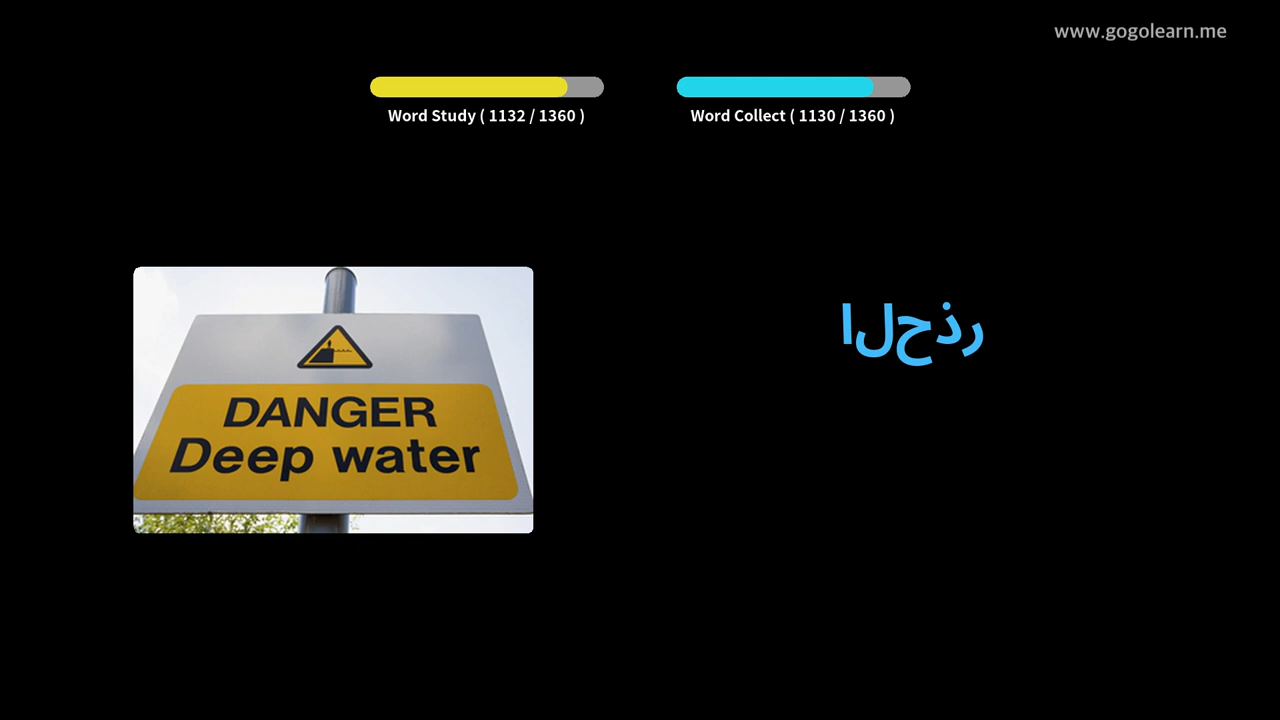 www.gogolearn.me
Word Study ( 1132 / 1360 )
Word Collect ( 1130 / 1360 )
DANGER
Deep water
الحذر